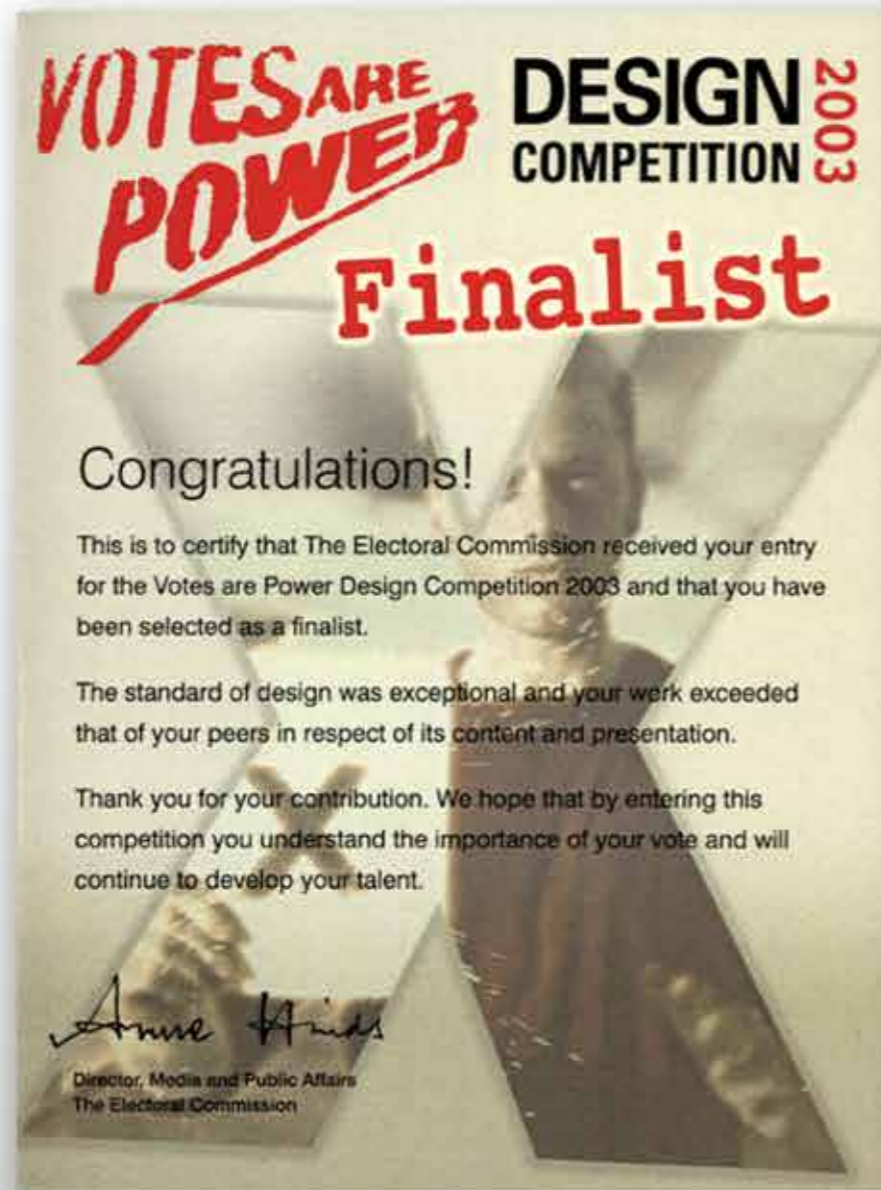 VOTES ARE
POWER
DESIGN
COMPETITION
2003
Finalist
Congratulations!
This is to certify that The Electoral Commission received your entry
for the Votes are Power Design Competition 2003 and that you have
been selected as a finalist.
The standard of design was exceptional and your work exceeded
that of your peers in respect of its content and presentation.
Thank you for your contribution. We hope that by entering this
competition you understand the importance of your vote and will
continue to develop your talent.
Anne Hinds
Director, Media and Public Affairs
The Electoral Commission